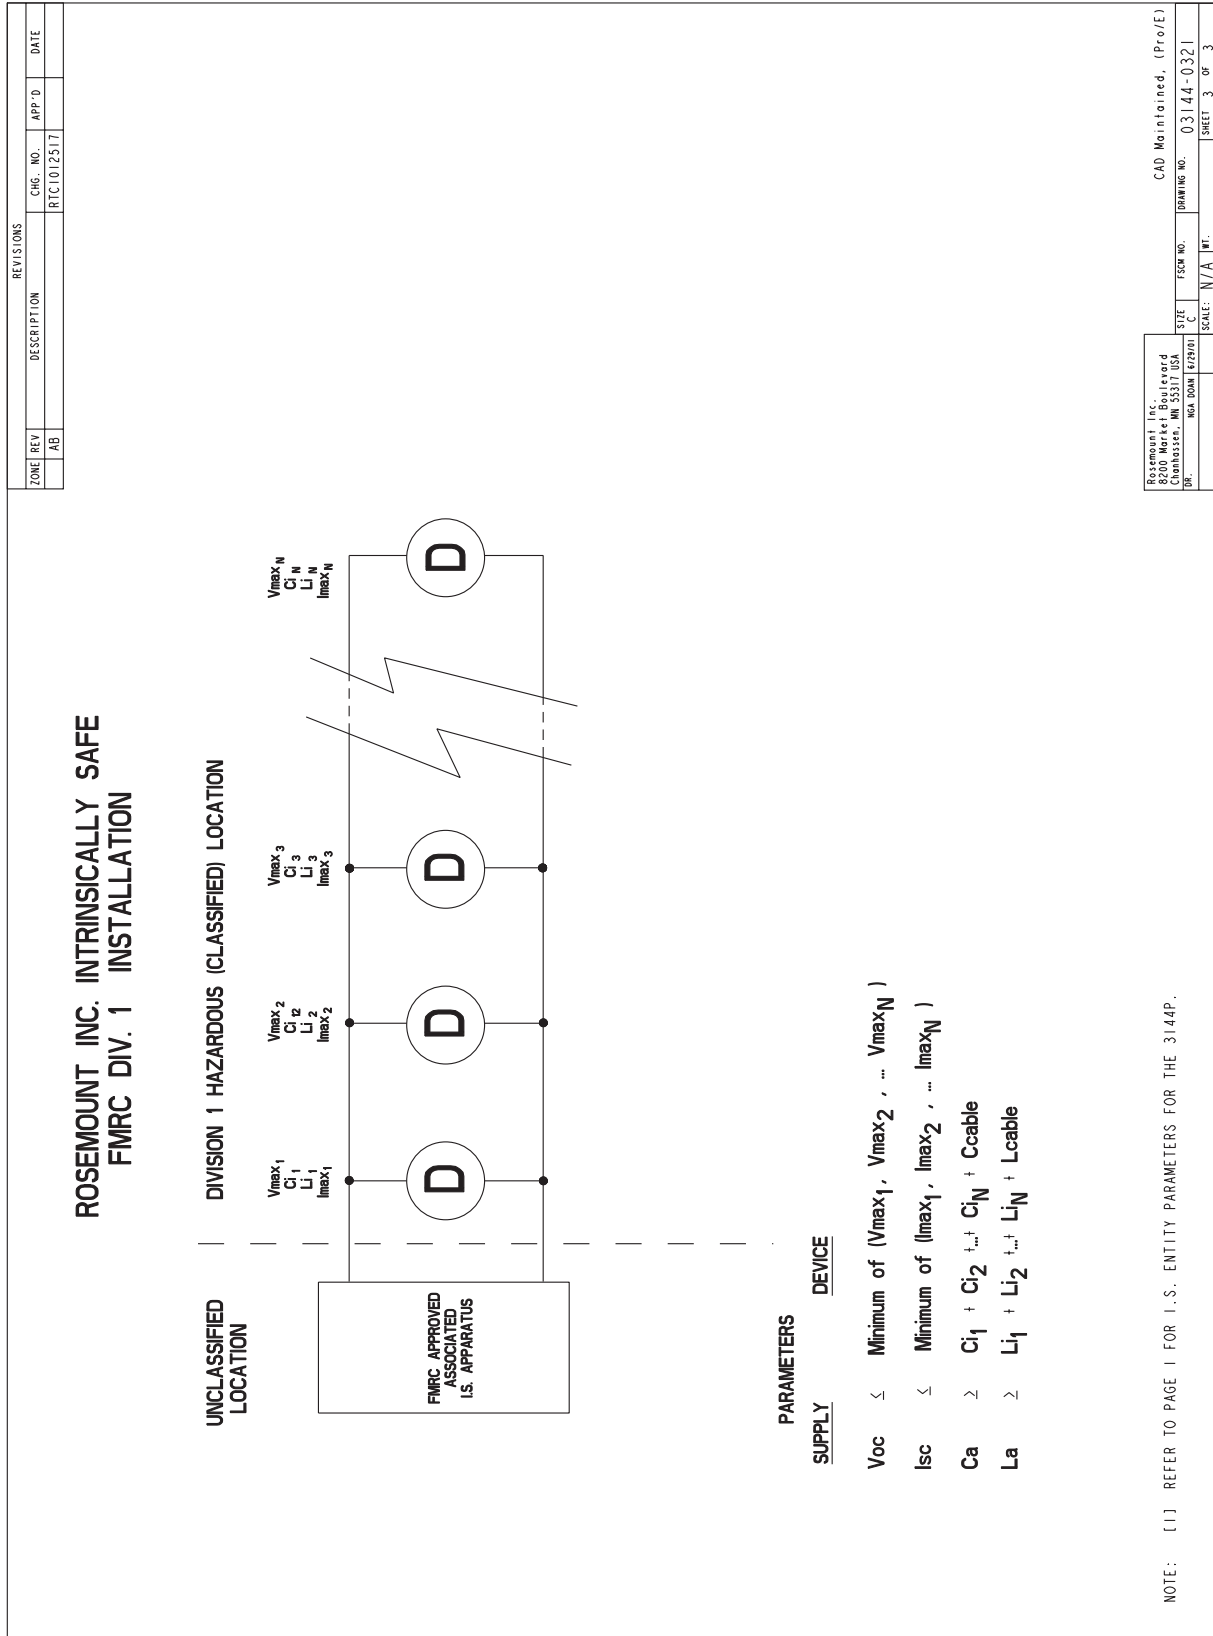 REVISIONS
ZONE REV DESCRIPTION CHG. NO. APP'D DATE
AB RTC1012517
ROSEMOUNT INC. INTRINSICALLY SAFE
FMRC DIV. 1 INSTALLATION
UNCLASSIFIED
LOCATION
DIVISION 1 HAZARDOUS (CLASSIFIED) LOCATION
Vmax1
Ci1
Li1
Imax1
Vmax2
Ci12
Li2
Imax2
Vmax3
Ci3
Li3
Imax3
VmaxN
CiN
LiN
ImaxN
FMRC APPROVED
ASSOCIATED
I.S. APPARATUS
D D D D
PARAMETERS
SUPPLY DEVICE
Voc ≤ Minimum of (Vmax1, Vmax2, ... VmaxN)
Isc ≤ Minimum of (Imax1, Imax2, ... ImaxN)
Ca ≥ Ci1 + Ci2 +...+ CiN + Ccable
La ≥ Li1 + Li2 +...+ LiN + Lcable
NOTE: [1] REFER TO PAGE 1 FOR I.S. ENTITY PARAMETERS FOR THE 3144P.
CAD Maintained, (Pro/E)
Rosemount Inc.
8200 Market Boulevard
Chanhassen, MN 55317 USA
DR. NGA DOAN 6/29/01
SIZE C FSCM NO. DRAWING NO. 03144-0321
SCALE: N/A WT. SHEET 3 OF 3